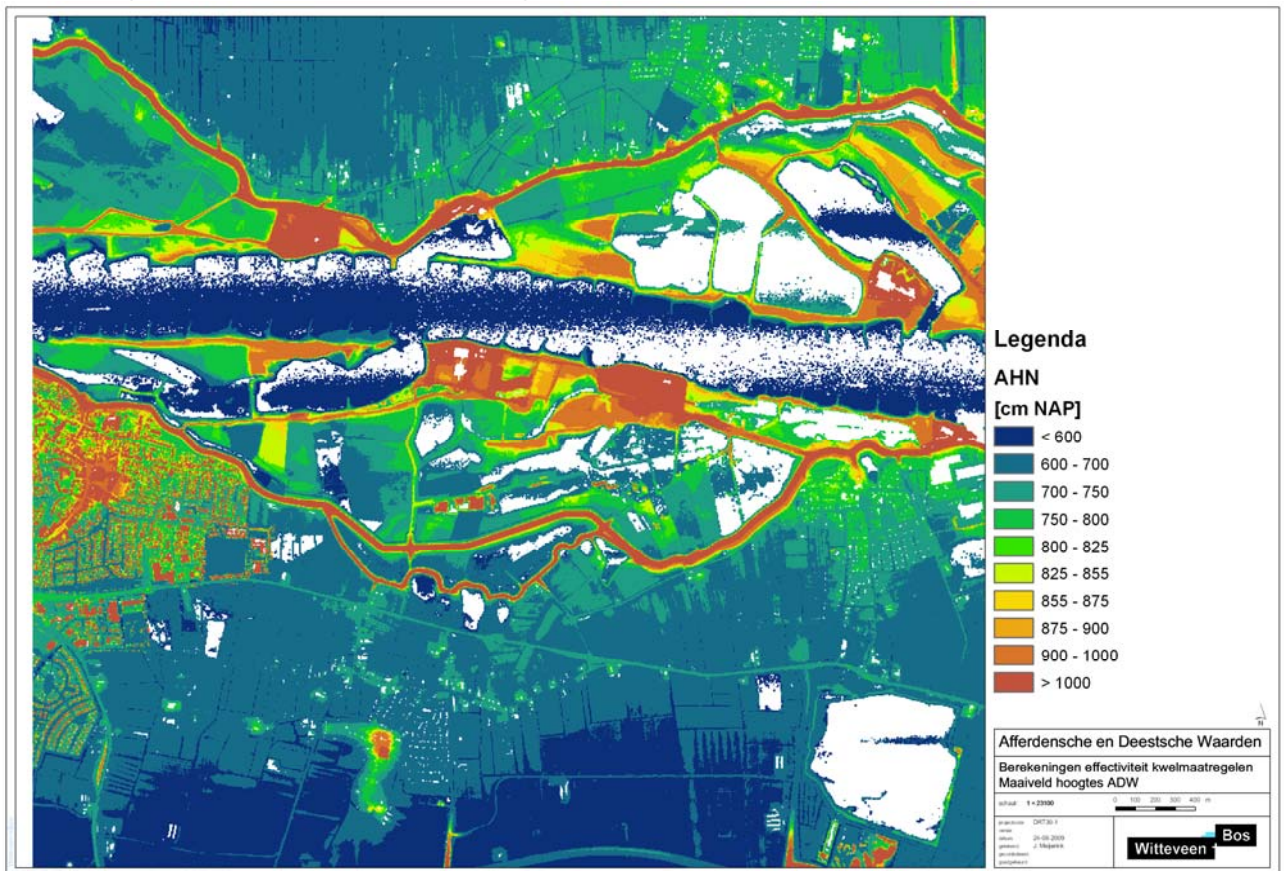 Legenda
AHN
[cm NAP]
< 600
600 - 700
700 - 750
750 - 800
800 - 825
825 - 855
855 - 875
875 - 900
900 - 1000
> 1000
N
Afferdensche en Deestsche Waarden
Berekeningen effectiviteit kwelmaatregelen
Maaiveld hoogtes ADW
schaal: 1 = 23100
0 100 200 300 400 m
24-08-2009
Witteveen + Bos